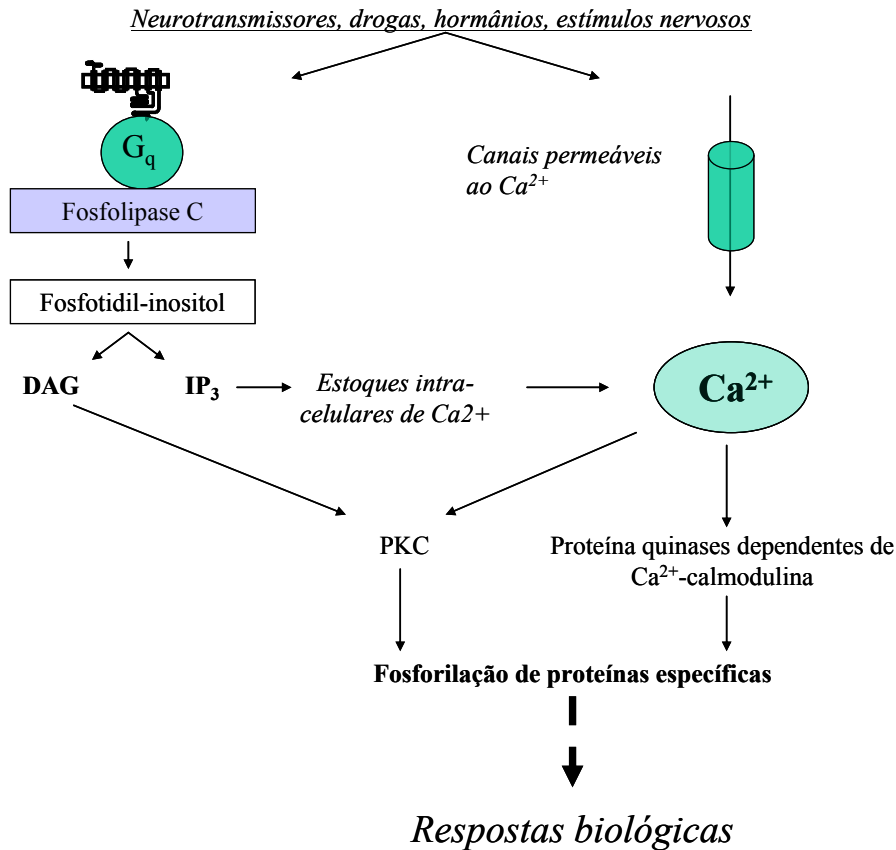 Neurotransmissores, drogas, hormânios, estímulos nervosos
G_q
Canais permeáveis
ao Ca²⁺
Fosfolipase C
Fosfotidil-inositol
DAG
IP₃
Estoques intra-
celulares de Ca2+
Ca²⁺
PKC
Proteína quinases dependentes de
Ca²⁺-calmodulina
Fosforilação de proteínas específicas
Respostas biológicas